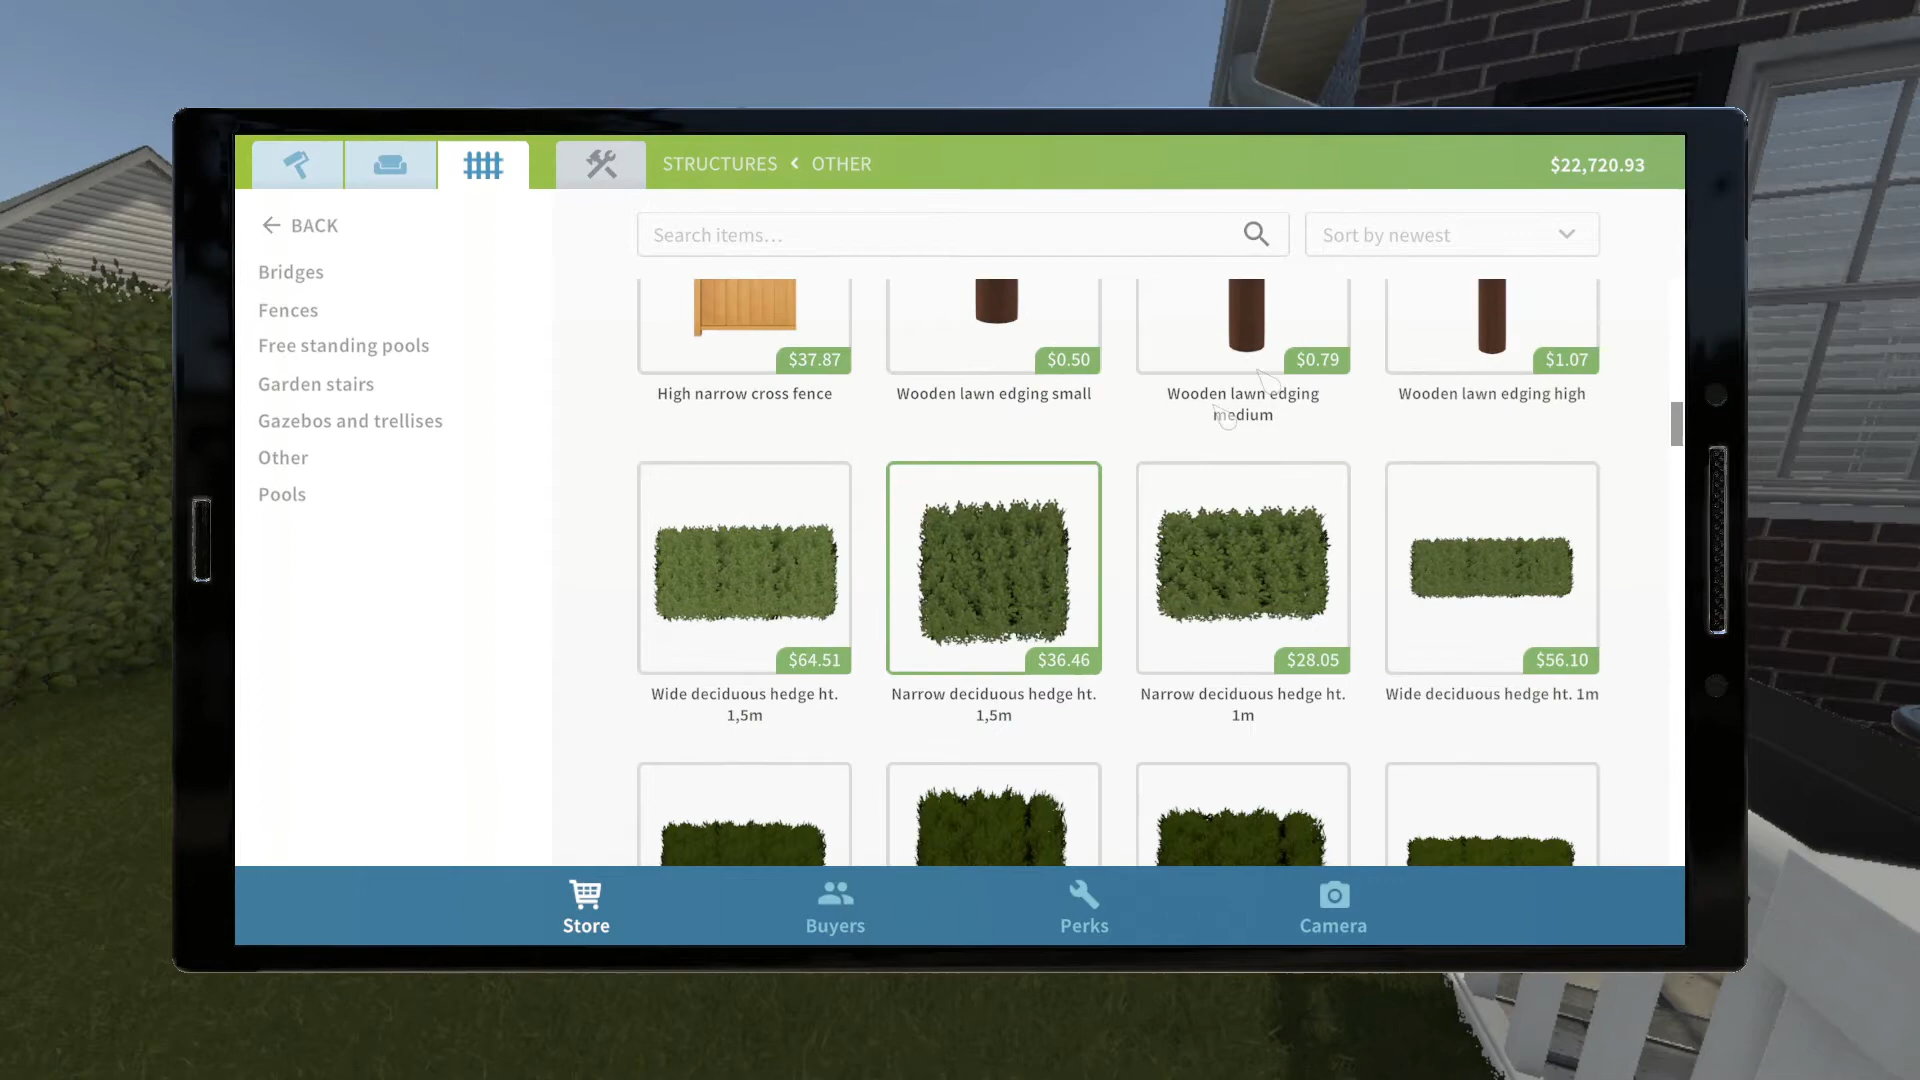 STRUCTURES < OTHER
$22,720.93
BACK
Search items...
Sort by newest
Bridges
Fences
Free standing pools
Garden stairs
Gazebos and trellises
Other
Pools
$37.87
$0.50
$0.79
$1.07
High narrow cross fence
Wooden lawn edging small
Wooden lawn edging
medium
Wooden lawn edging high
$64.51
$36.46
$28.05
$56.10
Wide deciduous hedge ht.
1,5m
Narrow deciduous hedge ht.
1,5m
Narrow deciduous hedge ht.
1m
Wide deciduous hedge ht. 1m
Store
Buyers
Perks
Camera